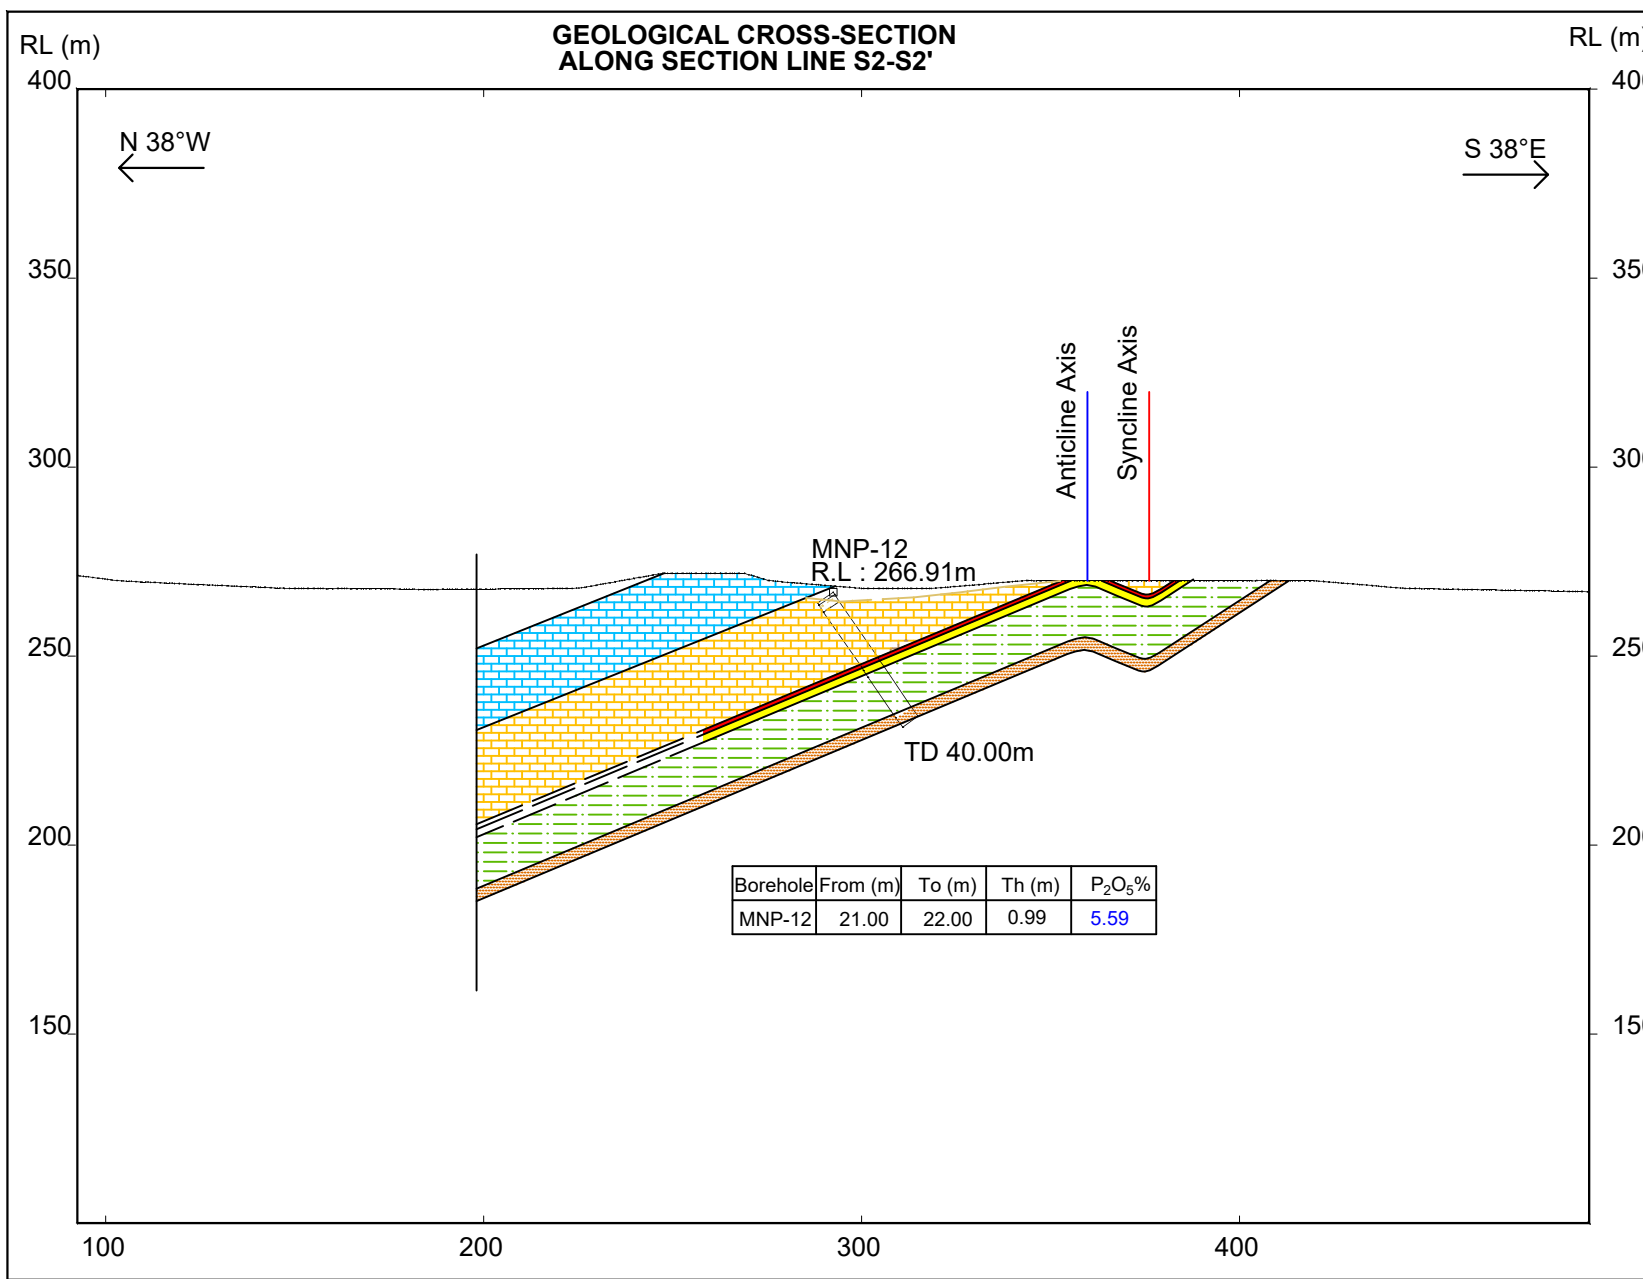 GEOLOGICAL CROSS-SECTION
ALONG SECTION LINE S2-S2'
RL (m)
RL (m)
400
350
300
250
200
150
400
350
300
250
200
150
N 38°W
S 38°E
Anticline Axis
Syncline Axis
MNP-12
R.L : 266.91m
TD 40.00m
Borehole From (m) To (m) Th (m) P₂O₅%
MNP-12 21.00 22.00 0.99 5.59
100 200 300 400